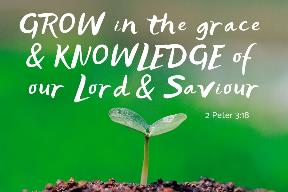 GROW in the grace
& KNOWLEDGE of
our Lord & Saviour
2 Peter 3:18